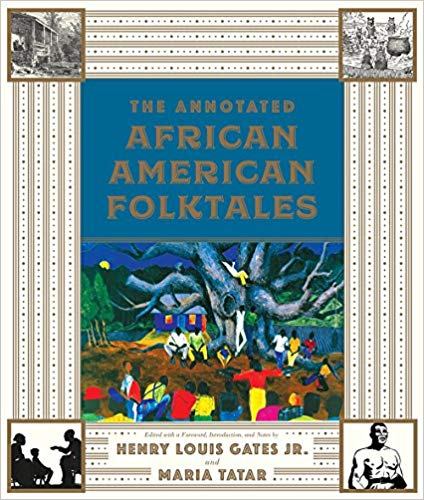 THE ANNOTATED
AFRICAN
AMERICAN
FOLKTALES
Edited with a Foreword, Introduction, and Notes by
HENRY LOUIS GATES JR.
and
MARIA TATAR